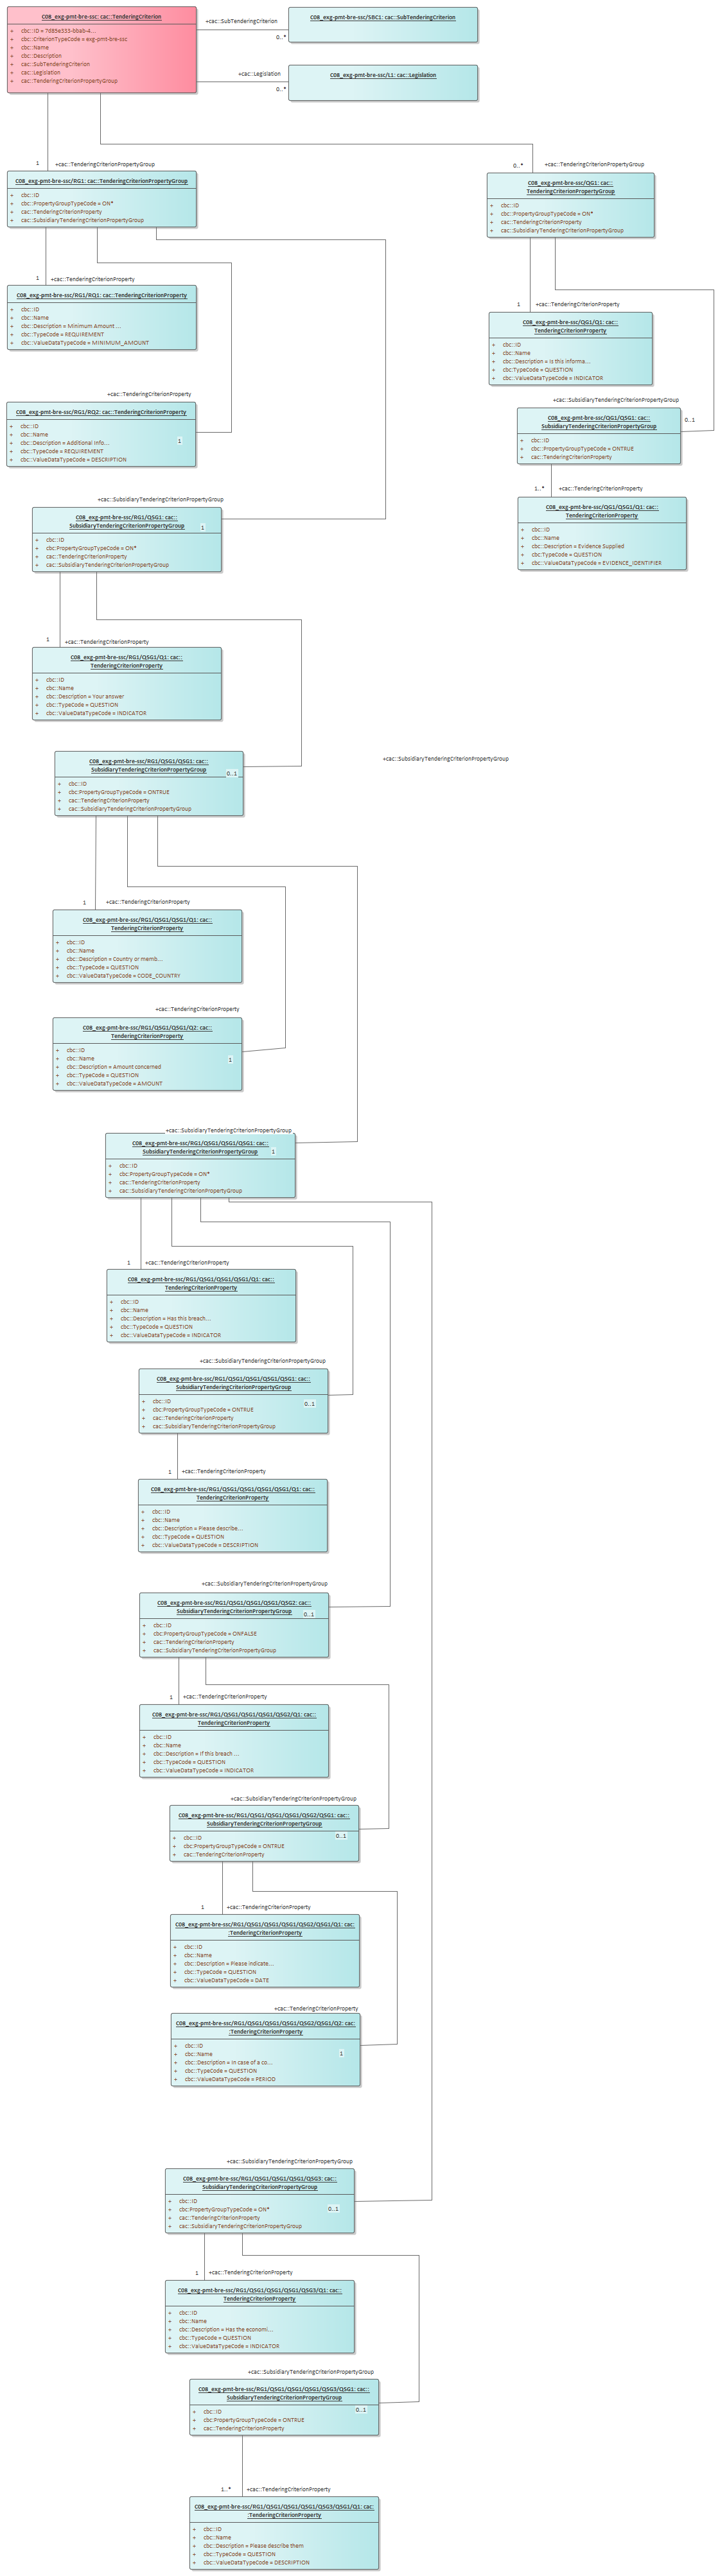 C08_exg-pmt-bre-ssc: cac::TenderingCriterion
+ cbc::ID = 7d85e333-bbab-4...
+ cbc::CriterionTypeCode = exg-pmt-bre-ssc
+ cbc::Name
+ cbc::Description
+ cac::SubTenderingCriterion
+ cac::Legislation
+ cac::TenderingCriterionPropertyGroup
+cac::SubTenderingCriterion
0..*
C08_exg-pmt-bre-ssc/SBC1: cac::SubTenderingCriterion
+cac::Legislation
0..*
C08_exg-pmt-bre-ssc/L1: cac::Legislation
1
+cac::TenderingCriterionPropertyGroup
0..*
+cac::TenderingCriterionPropertyGroup
C08_exg-pmt-bre-ssc/RG1: cac::TenderingCriterionPropertyGroup
+ cbc::ID
+ cbc::PropertyGroupTypeCode = ON*
+ cac::TenderingCriterionProperty
+ cac::SubsidiaryTenderingCriterionPropertyGroup
C08_exg-pmt-bre-ssc/QG1: cac::
TenderingCriterionPropertyGroup
+ cbc::ID
+ cbc::PropertyGroupTypeCode = ON*
+ cac::TenderingCriterionProperty
+ cac::SubsidiaryTenderingCriterionPropertyGroup
1
+cac::TenderingCriterionProperty
C08_exg-pmt-bre-ssc/RG1/RQ1: cac::TenderingCriterionProperty
+ cbc::ID
+ cbc::Name
+ cbc::Description = Minimum Amount ...
+ cbc::TypeCode = REQUIREMENT
+ cbc::ValueDataTypeCode = MINIMUM_AMOUNT
1
+cac::TenderingCriterionProperty
C08_exg-pmt-bre-ssc/QG1/Q1: cac::
TenderingCriterionProperty
+ cbc::ID
+ cbc::Name
+ cbc::Description = Is this informa...
+ cbc:TypeCode = QUESTION
+ cbc::ValueDataTypeCode = INDICATOR
+cac::TenderingCriterionProperty
C08_exg-pmt-bre-ssc/RG1/RQ2: cac::TenderingCriterionProperty
+ cbc::ID
+ cbc::Name
+ cbc::Description = Additional info...
+ cbc::TypeCode = REQUIREMENT
+ cbc::ValueDataTypeCode = DESCRIPTION
1
+cac::SubsidiaryTenderingCriterionPropertyGroup
0..1
C08_exg-pmt-bre-ssc/QG1/QSG1: cac::
SubsidiaryTenderingCriterionPropertyGroup
+ cbc::ID
+ cbc::PropertyGroupTypeCode = ONTRUE
+ cac::TenderingCriterionProperty
1..*
+cac::TenderingCriterionProperty
C08_exg-pmt-bre-ssc/QG1/QSG1/Q1: cac::
TenderingCriterionProperty
+ cbc::ID
+ cbc::Name
+ cbc::Description = Evidence Supplied
+ cbc:TypeCode = QUESTION
+ cbc::ValueDataTypeCode = EVIDENCE_IDENTIFIER
+cac::SubsidiaryTenderingCriterionPropertyGroup
C08_exg-pmt-bre-ssc/RG1/QSG1: cac::
SubsidiaryTenderingCriterionPropertyGroup
1
+ cbc::ID
+ cbc:PropertyGroupTypeCode = ON*
+ cac::TenderingCriterionProperty
+ cac::SubsidiaryTenderingCriterionPropertyGroup
1
+cac::TenderingCriterionProperty
C08_exg-pmt-bre-ssc/RG1/QSG1/Q1: cac::
TenderingCriterionProperty
+ cbc::ID
+ cbc::Name
+ cbc::Description = Your answer
+ cbc::TypeCode = QUESTION
+ cbc::ValueDataTypeCode = INDICATOR
+cac::SubsidiaryTenderingCriterionPropertyGroup
C08_exg-pmt-bre-ssc/RG1/QSG1/QSG1: cac::
SubsidiaryTenderingCriterionPropertyGroup
0..1
+ cbc::ID
+ cbc:PropertyGroupTypeCode = ONTRUE
+ cac::TenderingCriterionProperty
+ cac::SubsidiaryTenderingCriterionPropertyGroup
1
+cac::TenderingCriterionProperty
C08_exg-pmt-bre-ssc/RG1/QSG1/QSG1/Q1: cac::
TenderingCriterionProperty
+ cbc::ID
+ cbc::Name
+ cbc::Description = Country or memb...
+ cbc::TypeCode = QUESTION
+ cbc::ValueDataTypeCode = CODE_COUNTRY
+cac::TenderingCriterionProperty
C08_exg-pmt-bre-ssc/RG1/QSG1/QSG1/Q2: cac::
TenderingCriterionProperty
+ cbc::ID
+ cbc::Name
1
+ cbc::Description = Amount concerned
+ cbc::TypeCode = QUESTION
+ cbc::ValueDataTypeCode = AMOUNT
+cac::SubsidiaryTenderingCriterionPropertyGroup
C08_exg-pmt-bre-ssc/RG1/QSG1/QSG1/QSG1: cac::
SubsidiaryTenderingCriterionPropertyGroup
1
+ cbc::ID
+ cbc:PropertyGroupTypeCode = ON*
+ cac::TenderingCriterionProperty
+ cac::SubsidiaryTenderingCriterionPropertyGroup
1
+cac::TenderingCriterionProperty
C08_exg-pmt-bre-ssc/RG1/QSG1/QSG1/QSG1/Q1: cac::
TenderingCriterionProperty
+ cbc::ID
+ cbc::Name
+ cbc::Description = Has this breach...
+ cbc::TypeCode = QUESTION
+ cbc::ValueDataTypeCode = INDICATOR
+cac::SubsidiaryTenderingCriterionPropertyGroup
C08_exg-pmt-bre-ssc/RG1/QSG1/QSG1/QSG1/QSG1: cac::
SubsidiaryTenderingCriterionPropertyGroup
+ cbc::ID
0..1
+ cbc:PropertyGroupTypeCode = ONTRUE
+ cac::TenderingCriterionProperty
+ cac::SubsidiaryTenderingCriterionPropertyGroup
1
+cac::TenderingCriterionProperty
C08_exg-pmt-bre-ssc/RG1/QSG1/QSG1/QSG1/QSG1/Q1: cac::
TenderingCriterionProperty
+ cbc::ID
+ cbc::Name
+ cbc::Description = Please describe...
+ cbc::TypeCode = QUESTION
+ cbc::ValueDataTypeCode = DESCRIPTION
+cac::SubsidiaryTenderingCriterionPropertyGroup
C08_exg-pmt-bre-ssc/RG1/QSG1/QSG1/QSG1/QSG2: cac::
SubsidiaryTenderingCriterionPropertyGroup
0..1
+ cbc::ID
+ cbc:PropertyGroupTypeCode = ONFALSE
+ cac::TenderingCriterionProperty
+ cac::SubsidiaryTenderingCriterionPropertyGroup
1
+cac::TenderingCriterionProperty
C08_exg-pmt-bre-ssc/RG1/QSG1/QSG1/QSG1/QSG2/Q1: cac::
TenderingCriterionProperty
+ cbc::ID
+ cbc::Name
+ cbc::Description = If this breach ...
+ cbc::TypeCode = QUESTION
+ cbc::ValueDataTypeCode = INDICATOR
+cac::SubsidiaryTenderingCriterionPropertyGroup
C08_exg-pmt-bre-ssc/RG1/QSG1/QSG1/QSG1/QSG2/QSG1: cac::
SubsidiaryTenderingCriterionPropertyGroup
0..1
+ cbc::ID
+ cbc:PropertyGroupTypeCode = ONTRUE
+ cac::TenderingCriterionProperty
1
+cac::TenderingCriterionProperty
C08_exg-pmt-bre-ssc/RG1/QSG1/QSG1/QSG1/QSG2/QSG1/Q1: cac:
:TenderingCriterionProperty
+ cbc::ID
+ cbc::Name
+ cbc::Description = Please indicate...
+ cbc::TypeCode = QUESTION
+ cbc::ValueDataTypeCode = DATE
+cac::TenderingCriterionProperty
C08_exg-pmt-bre-ssc/RG1/QSG1/QSG1/QSG1/QSG2/QSG1/Q2: cac:
:TenderingCriterionProperty
+ cbc::ID
+ cbc::Name
1
+ cbc::Description = In case of a co...
+ cbc::TypeCode = QUESTION
+ cbc::ValueDataTypeCode = PERIOD
+cac::SubsidiaryTenderingCriterionPropertyGroup
C08_exg-pmt-bre-ssc/RG1/QSG1/QSG1/QSG1/QSG3: cac::
SubsidiaryTenderingCriterionPropertyGroup
+ cbc::ID
+ cbc:PropertyGroupTypeCode = ON*
0..1
+ cac::TenderingCriterionProperty
+ cac::SubsidiaryTenderingCriterionPropertyGroup
1
+cac::TenderingCriterionProperty
C08_exg-pmt-bre-ssc/RG1/QSG1/QSG1/QSG1/QSG3/Q1: cac::
TenderingCriterionProperty
+ cbc::ID
+ cbc::Name
+ cbc::Description = Has the economi...
+ cbc::TypeCode = QUESTION
+ cbc::ValueDataTypeCode = INDICATOR
+cac::SubsidiaryTenderingCriterionPropertyGroup
C08_exg-pmt-bre-ssc/RG1/QSG1/QSG1/QSG1/QSG3/QSG1: cac::
SubsidiaryTenderingCriterionPropertyGroup
0..1
+ cbc::ID
+ cbc:PropertyGroupTypeCode = ONTRUE
+ cac::TenderingCriterionProperty
1..*
+cac::TenderingCriterionProperty
C08_exg-pmt-bre-ssc/RG1/QSG1/QSG1/QSG1/QSG3/QSG1/Q1: cac:
:TenderingCriterionProperty
+ cbc::ID
+ cbc::Name
+ cbc::Description = Please describe them
+ cbc::TypeCode = QUESTION
+ cbc::ValueDataTypeCode = DESCRIPTION